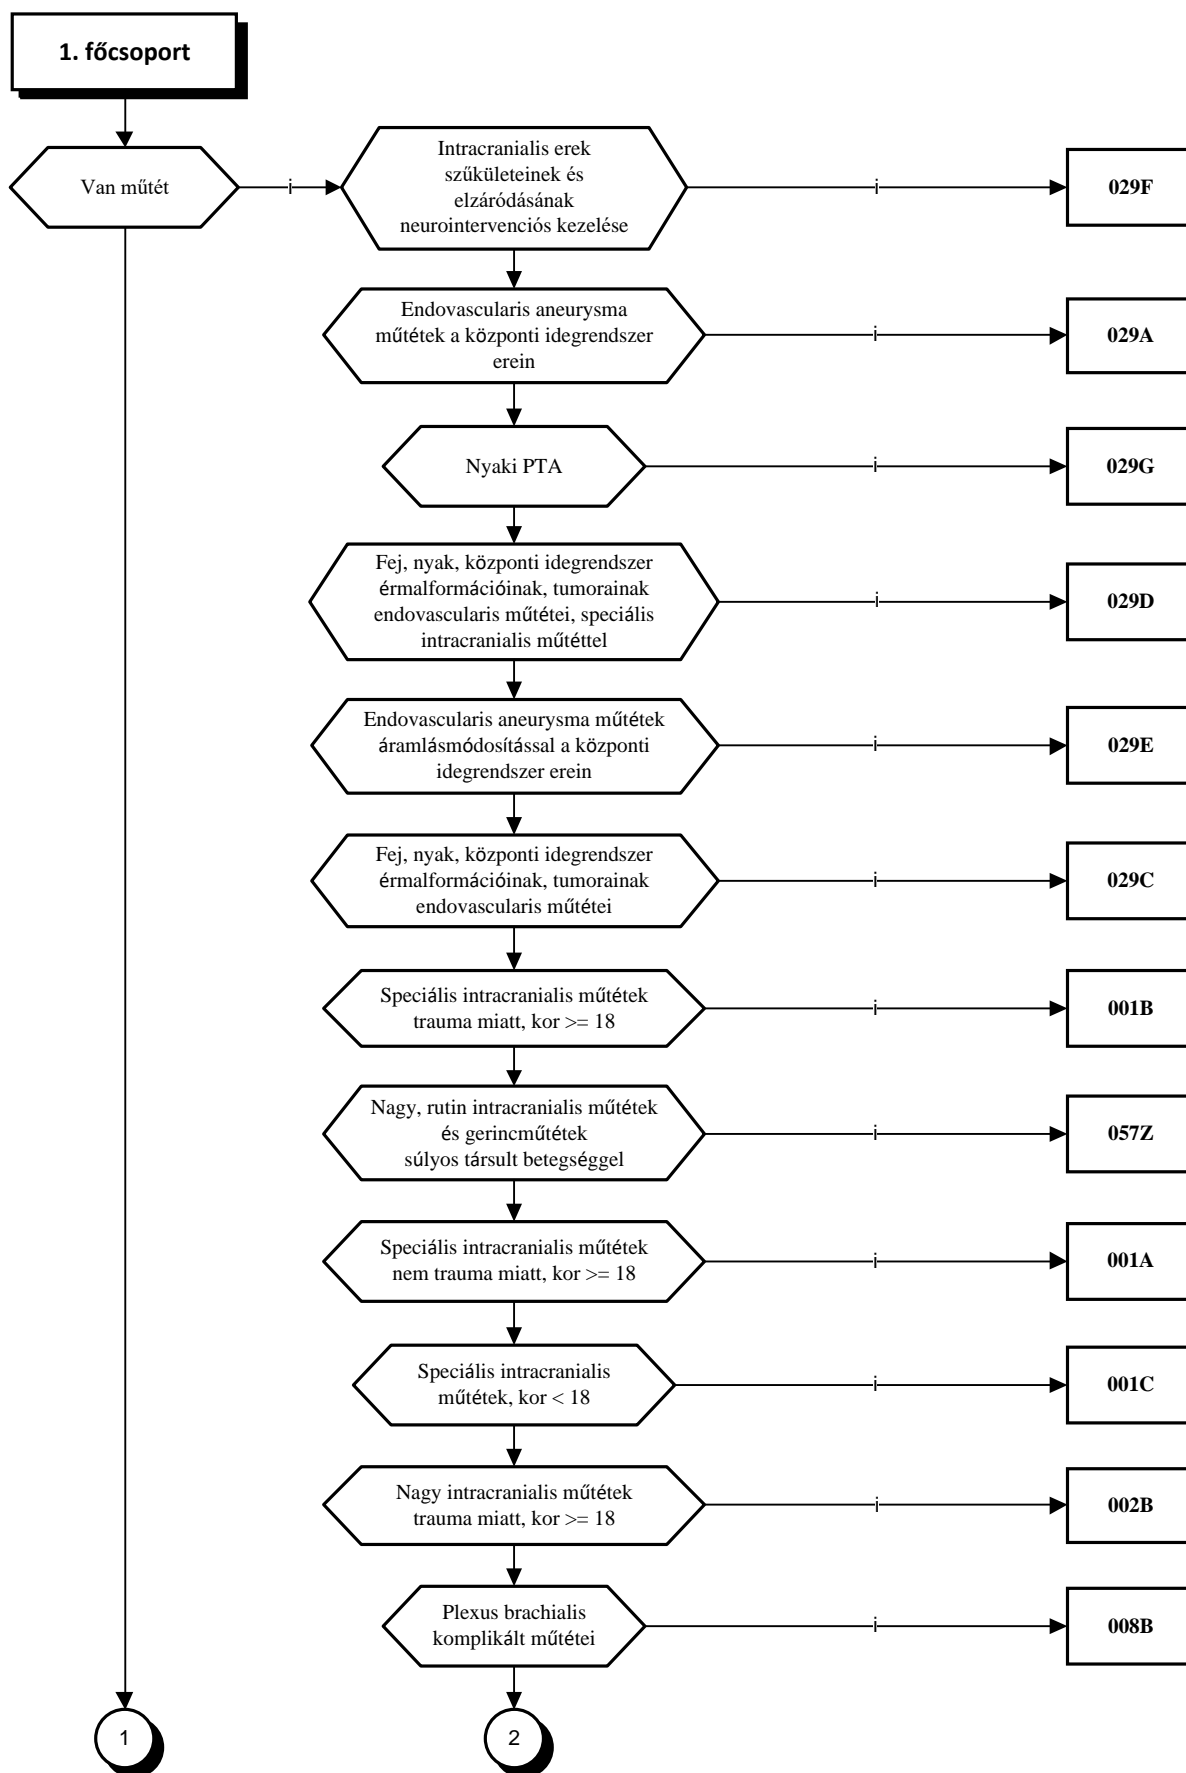 1. főcsoport
Van műtét
i
Intracranialis erek
szűkületeinek és
elzáródásának
neurointervenciós kezelése
i
029F
Endovascularis aneurysma
műtétek a központi idegrendszer
erein
i
029A
Nyaki PTA
i
029G
Fej, nyak, központi idegrendszer
érmalformációinak, tumorainak
endovascularis műtétei, speciális
intracranialis műtéttel
i
029D
Endovascularis aneurysma műtétek
áramlásmódosítással a központi
idegrendszer erein
i
029E
Fej, nyak, központi idegrendszer
érmalformációinak, tumorainak
endovascularis műtétei
i
029C
Speciális intracranialis műtétek
trauma miatt, kor >= 18
i
001B
Nagy, rutin intracranialis műtétek
és gerincműtétek
súlyos társult betegséggel
i
057Z
Speciális intracranialis műtétek
nem trauma miatt, kor >= 18
i
001A
Speciális intracranialis
műtétek, kor < 18
i
001C
Nagy intracranialis műtétek
trauma miatt, kor >= 18
i
002B
Plexus brachialis
komplikált műtétei
i
008B
1
2